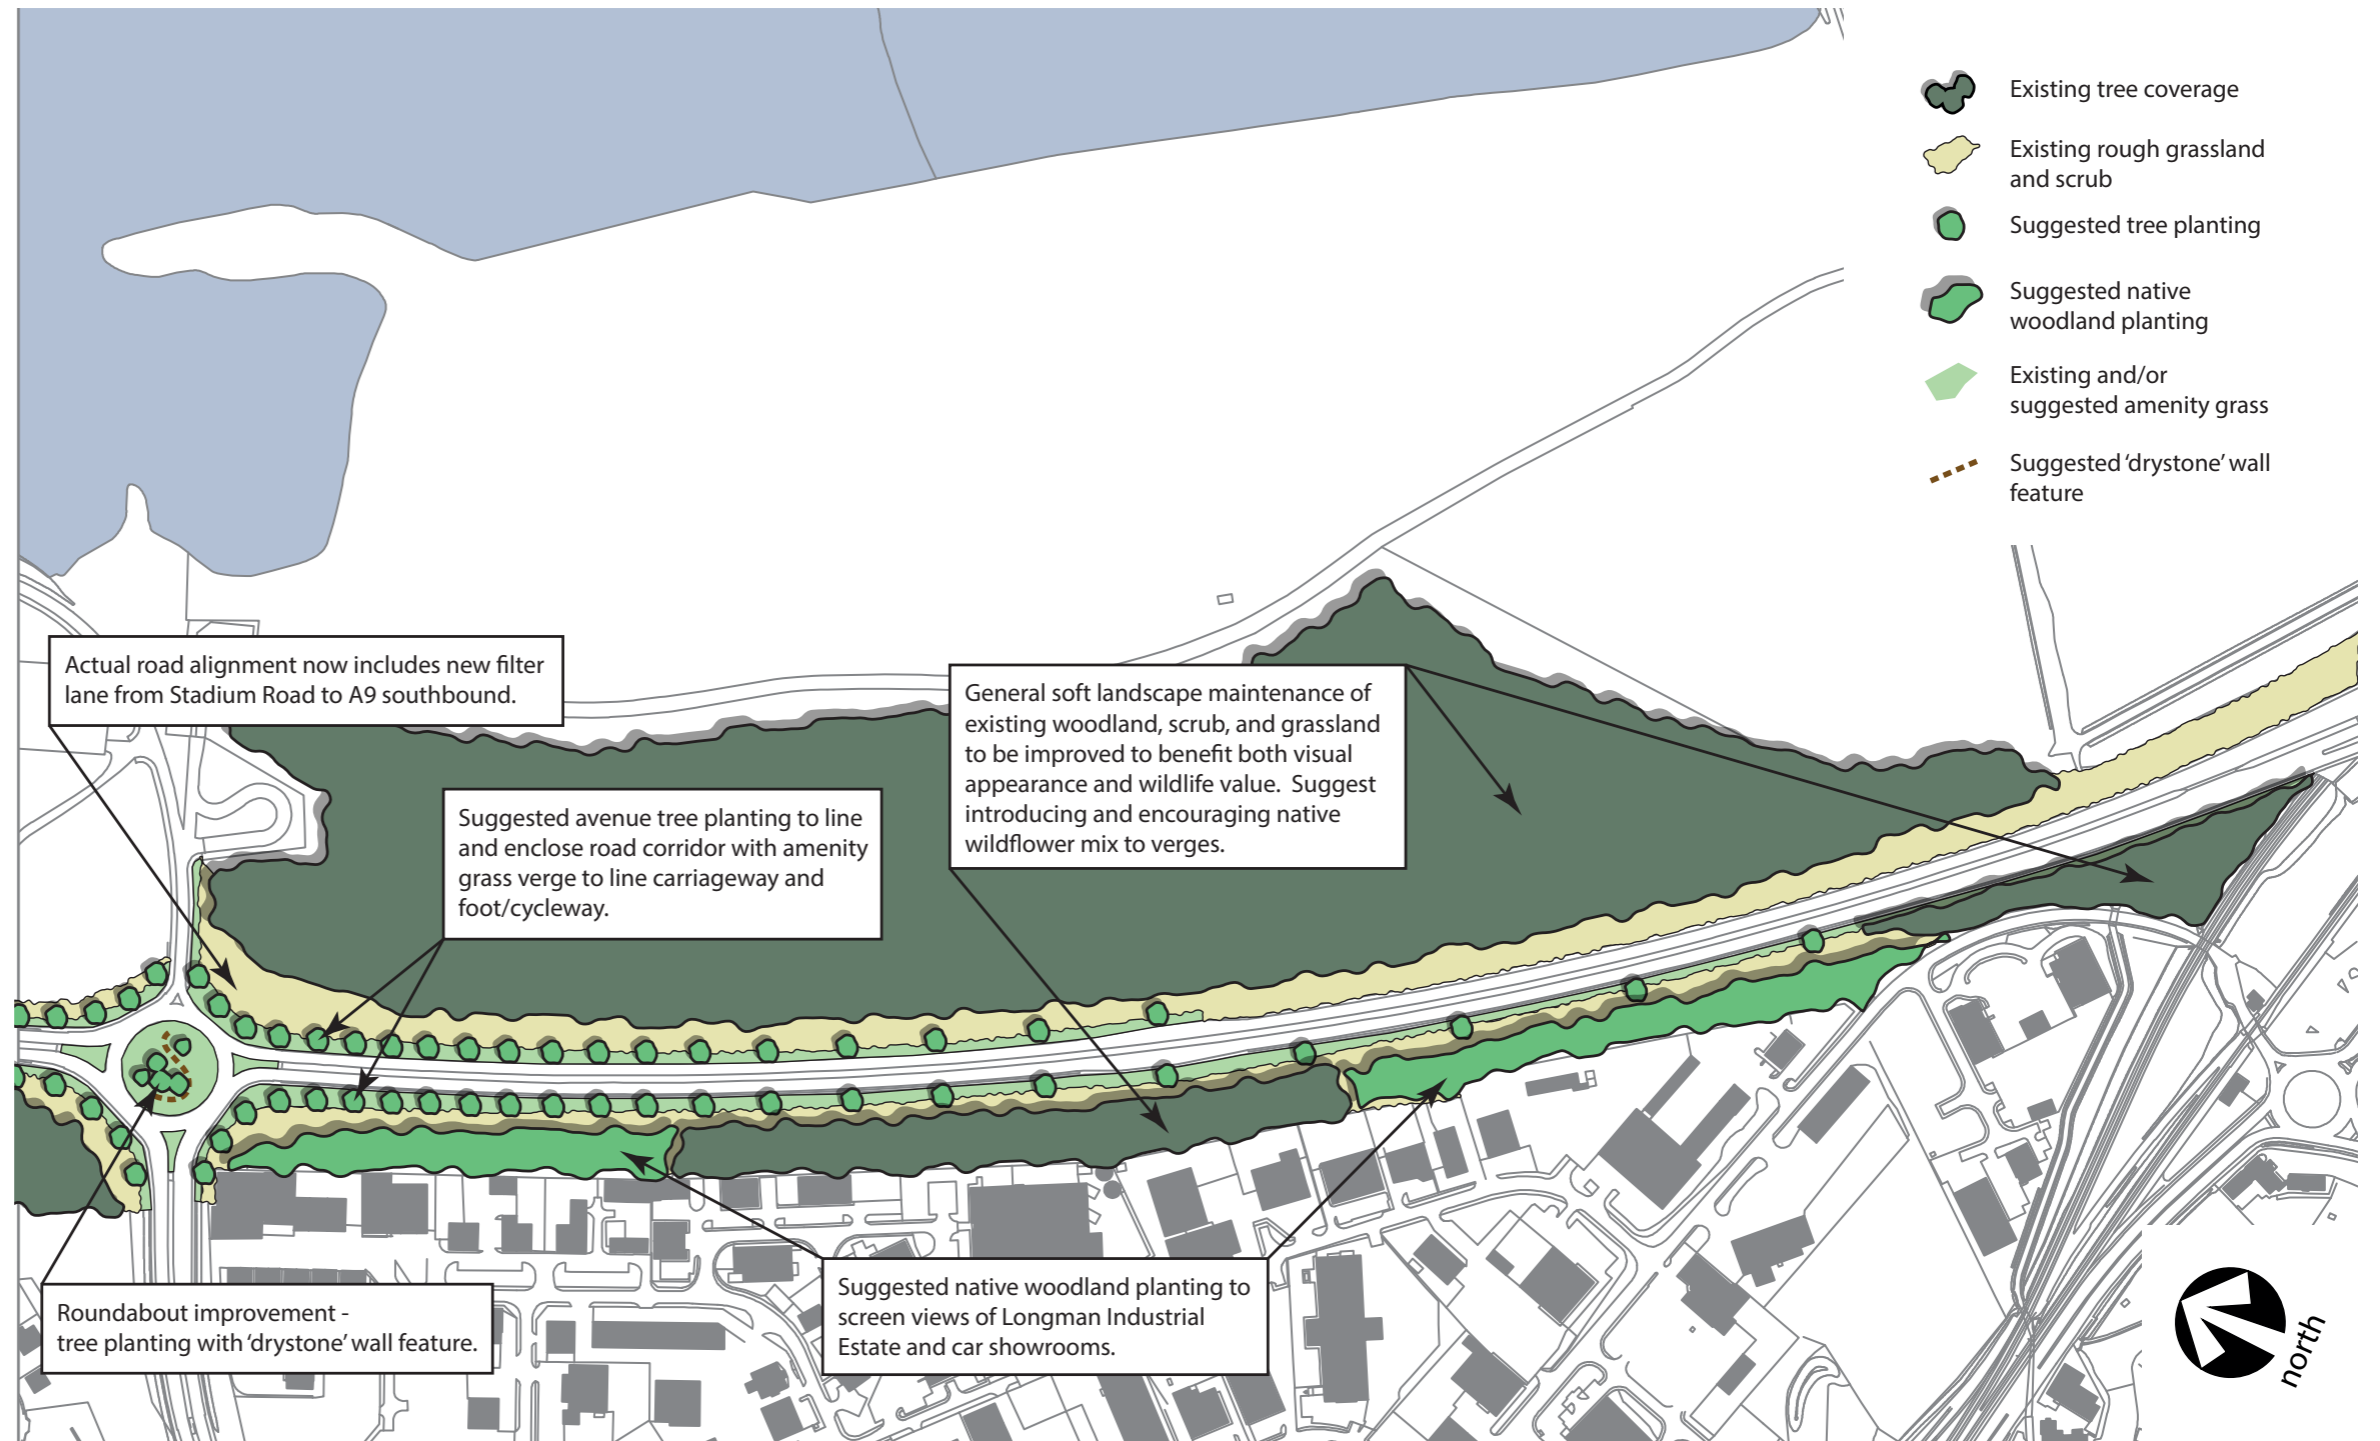 Existing tree coverage
Existing rough grassland
and scrub
Suggested tree planting
Suggested native
woodland planting
Existing and/or
suggested amenity grass
Suggested ‘drystone’ wall
feature
Actual road alignment now includes new filter
lane from Stadium Road to A9 southbound.
General soft landscape maintenance of
existing woodland, scrub, and grassland
to be improved to benefit both visual
appearance and wildlife value.  Suggest
introducing and encouraging native
wildflower mix to verges.
Suggested avenue tree planting to line
and enclose road corridor with amenity
grass verge to line carriageway and
foot/cycleway.
Suggested native woodland planting to
screen views of Longman Industrial
Estate and car showrooms.
Roundabout improvement -
tree planting with ‘drystone’ wall feature.
north